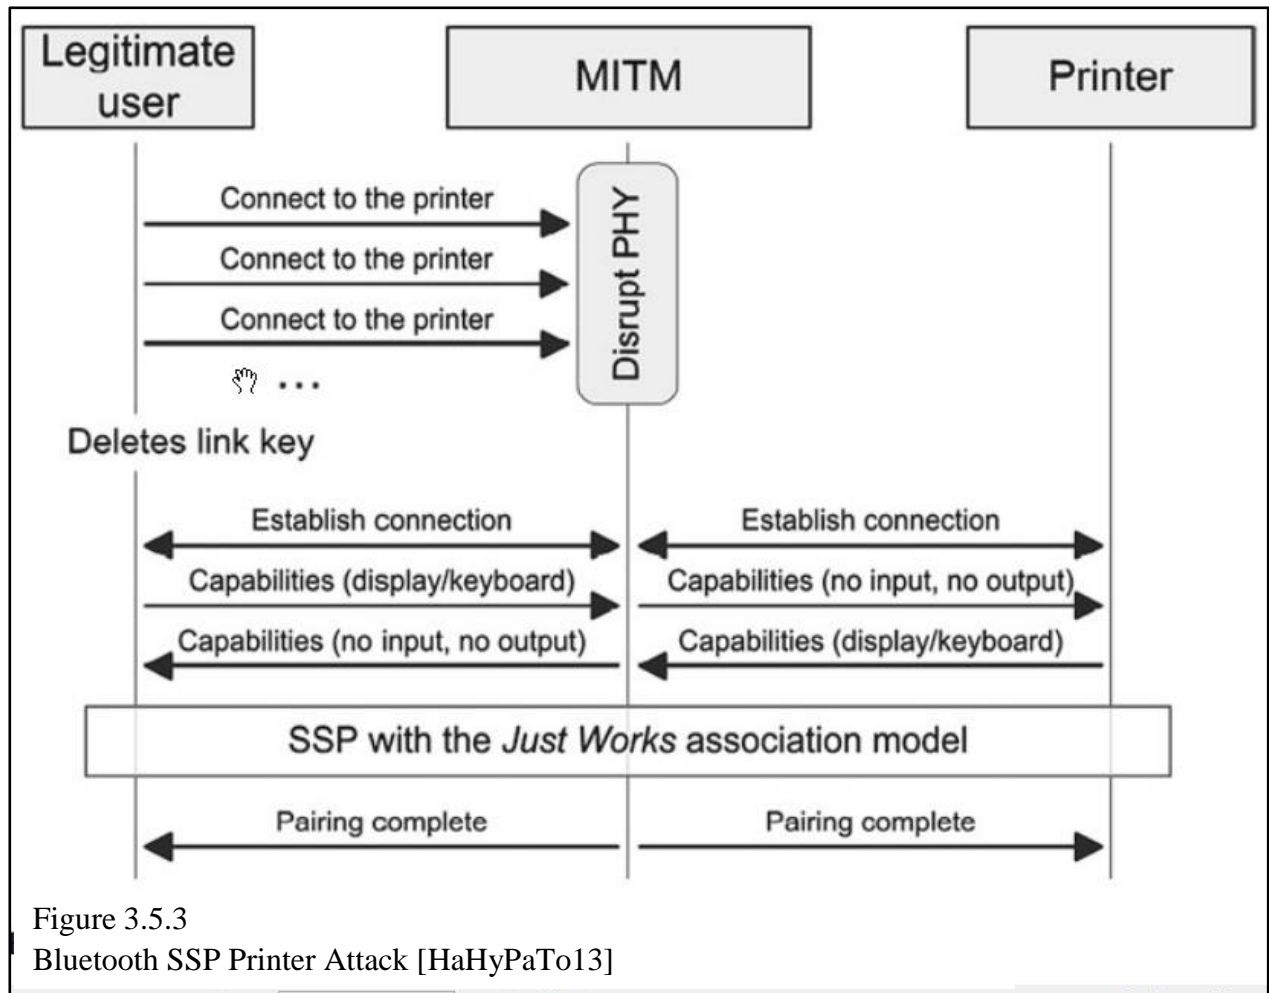 Legitimate
user
MITM
Printer
Connect to the printer
Connect to the printer
Connect to the printer
...
Disrupt PHY
Deletes link key
Establish connection
Establish connection
Capabilities (display/keyboard)
Capabilities (no input, no output)
Capabilities (no input, no output)
Capabilities (display/keyboard)
SSP with the Just Works association model
Pairing complete
Pairing complete
Figure 3.5.3
Bluetooth SSP Printer Attack [HaHyPaTo13]